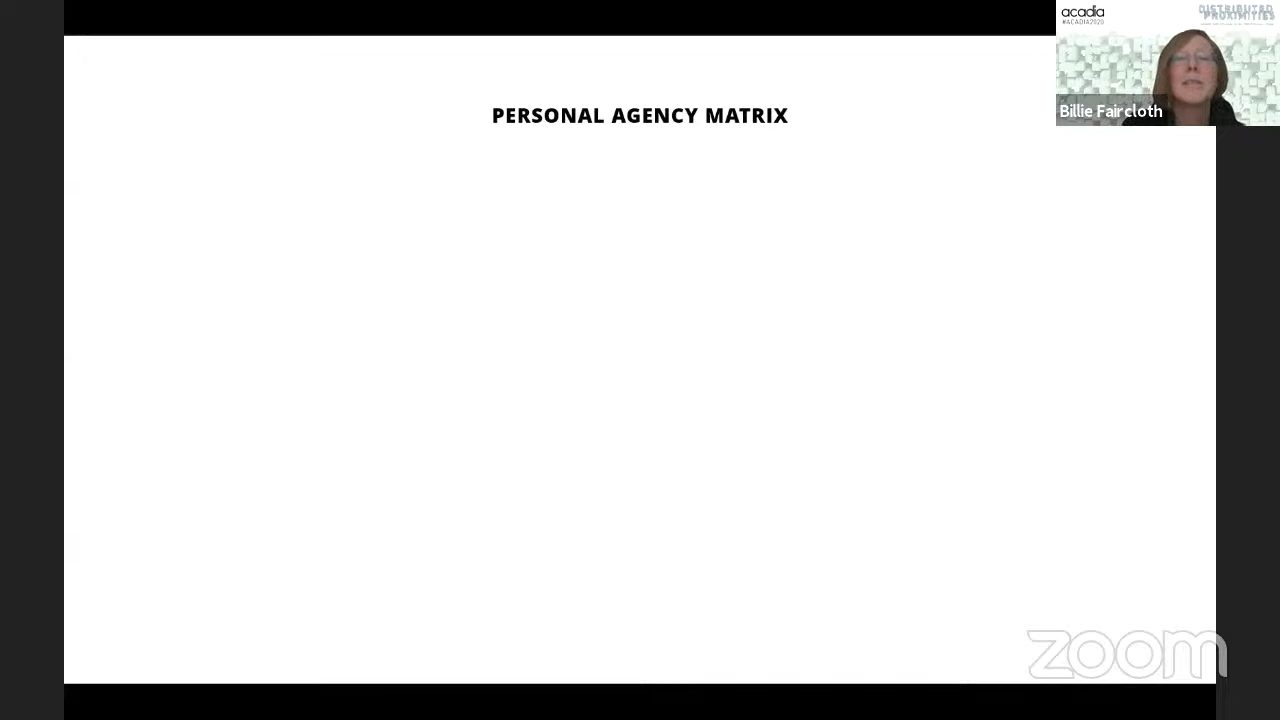 acadia
#ACADIA2020
DISTRIBUTED
PROXIMITIES
Billie Faircloth
PERSONAL AGENCY MATRIX
zoom